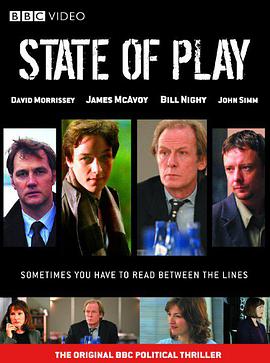 BBC VIDEO
STATE OF PLAY
DAVID MORRISSEY JAMES MCAVOY BILL NIGHY JOHN SIMM
SOMETIMES YOU HAVE TO READ BETWEEN THE LINES
THE ORIGINAL BBC POLITICAL THRILLER